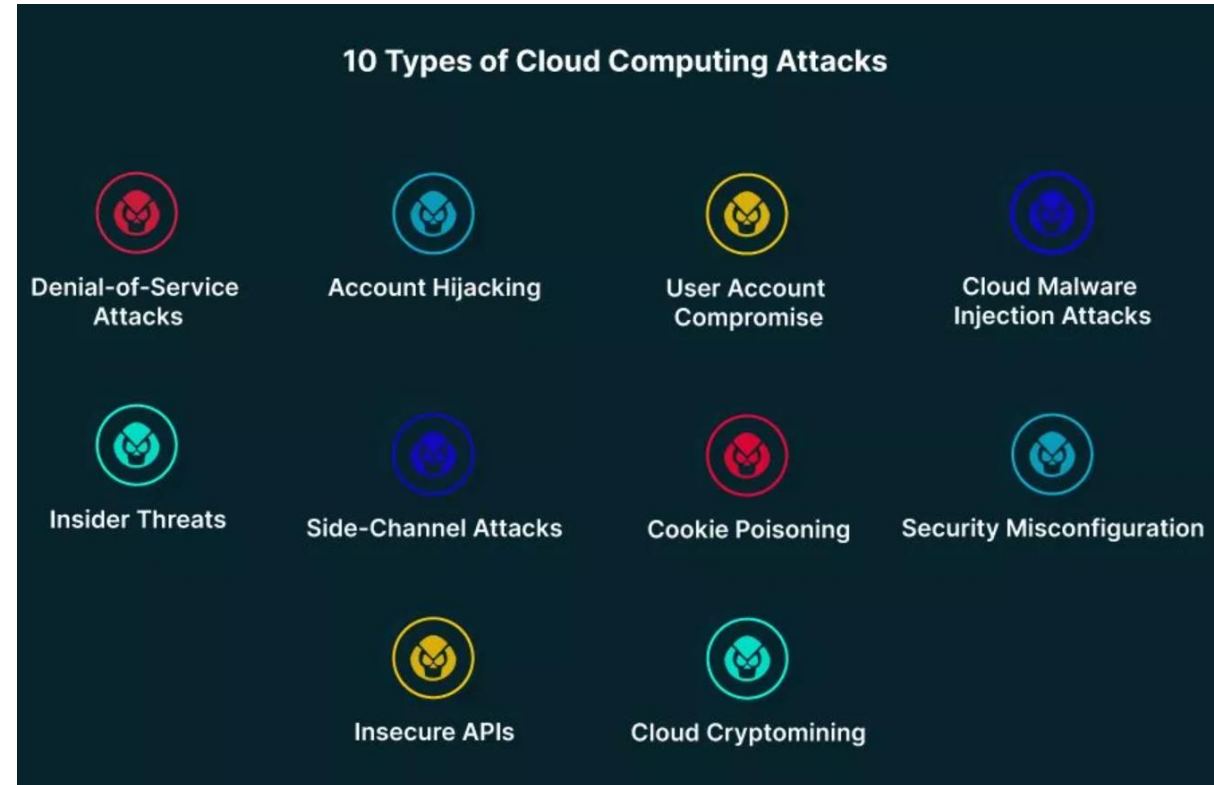 10 Types of Cloud Computing Attacks
Denial-of-Service
Attacks
Account Hijacking
User Account
Compromise
Cloud Malware
Injection Attacks
Insider Threats
Side-Channel Attacks
Cookie Poisoning
Security Misconfiguration
Insecure APIs
Cloud Cryptomining